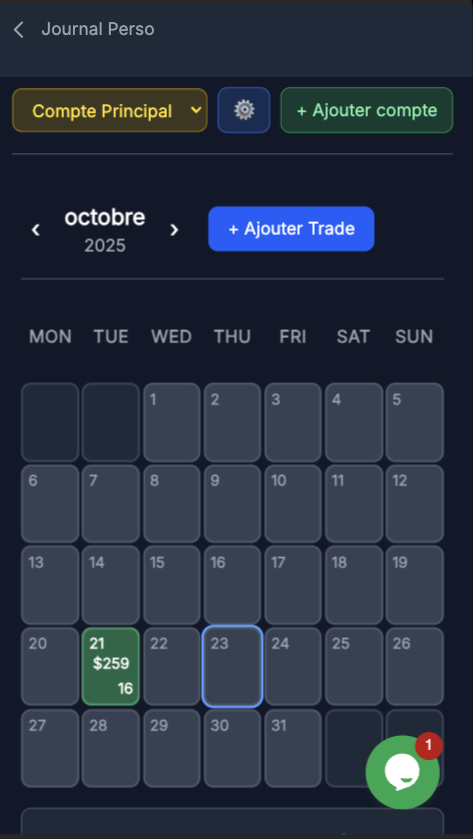 Journal Perso
Compte Principal
+ Ajouter compte
octobre
2025
+ Ajouter Trade
MON TUE WED THU FRI SAT SUN
1 2 3 4 5
6 7 8 9 10 11 12
13 14 15 16 17 18 19
20 21 22 23 24 25 26
$259
16
27 28 29 30 31
1